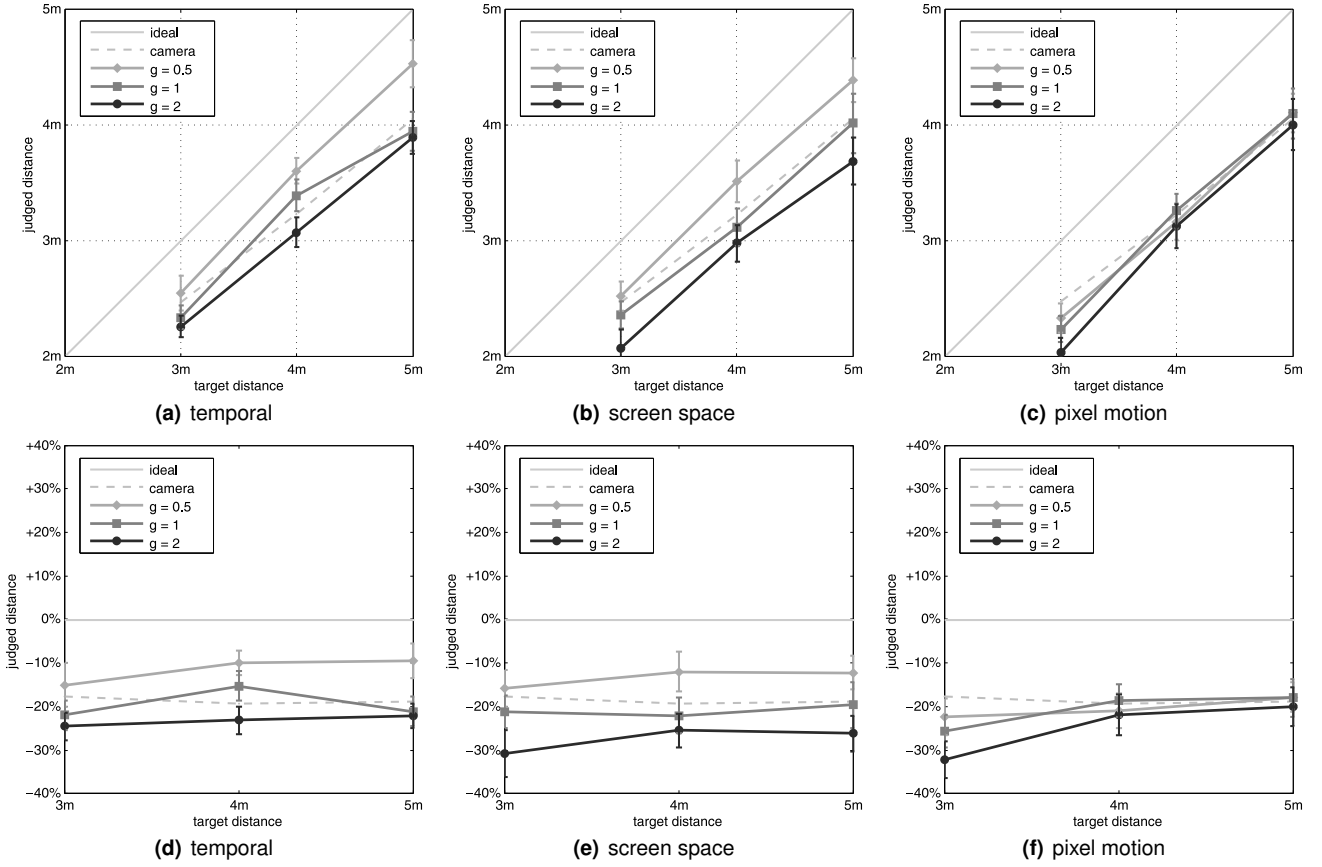 5m
4m
3m
2m
judged distance
ideal
camera
g = 0.5
g = 1
g = 2
2m
3m
4m
5m
target distance
(a) temporal
5m
4m
3m
2m
judged distance
ideal
camera
g = 0.5
g = 1
g = 2
2m
3m
4m
5m
target distance
(b) screen space
5m
4m
3m
2m
judged distance
ideal
camera
g = 0.5
g = 1
g = 2
2m
3m
4m
5m
target distance
(c) pixel motion
+40%
+30%
+20%
+10%
0%
−10%
−20%
−30%
−40%
judged distance
ideal
camera
g = 0.5
g = 1
g = 2
3m
4m
5m
target distance
(d) temporal
+40%
+30%
+20%
+10%
0%
−10%
−20%
−30%
−40%
judged distance
ideal
camera
g = 0.5
g = 1
g = 2
3m
4m
5m
target distance
(e) screen space
+40%
+30%
+20%
+10%
0%
−10%
−20%
−30%
−40%
judged distance
ideal
camera
g = 0.5
g = 1
g = 2
3m
4m
5m
target distance
(f) pixel motion